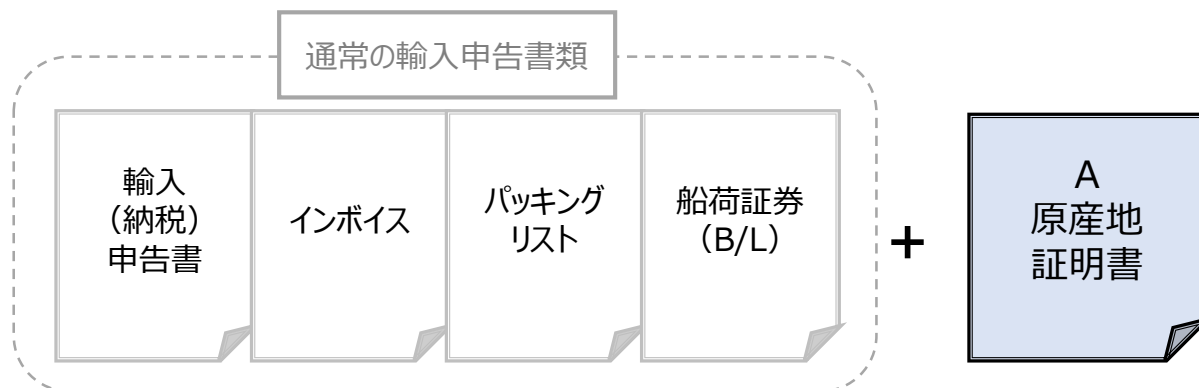 通常の輸入申告書類
輸入
（納税）
申告書
インボイス
パッキング
リスト
船荷証券
（B/L）
+
A
原産地
証明書